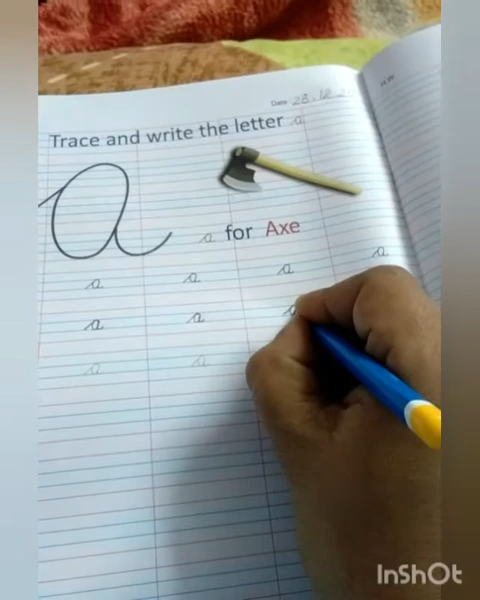 Date 28.12.2
Trace and write the letter a
a
a for Axe
a a a a
a a a
a a
InShOt